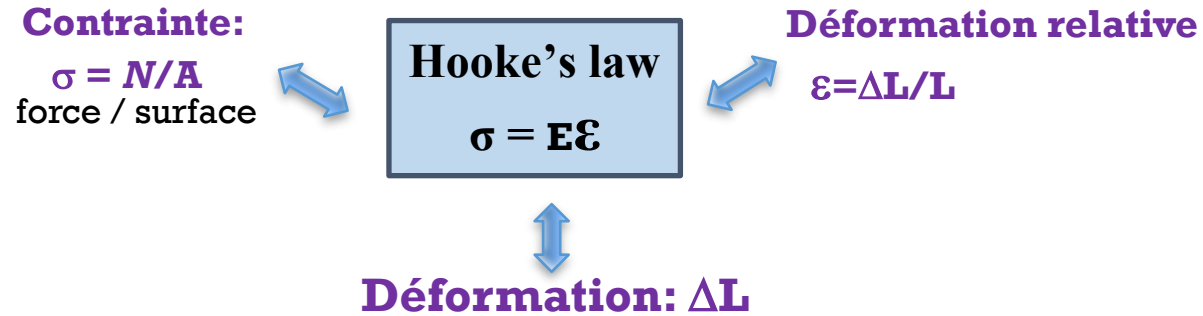 Contrainte:
σ = N/A
force / surface
Hooke’s law
σ = Eε
Déformation relative
ε=ΔL/L
Déformation: ΔL